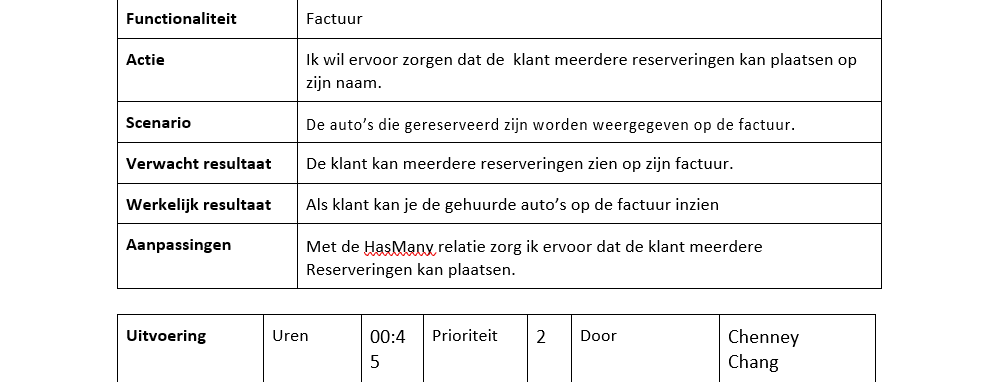 Functionaliteit Factuur
Actie Ik wil ervoor zorgen dat de  klant meerdere reserveringen kan plaatsen op
zijn naam.
Scenario De auto’s die gereserveerd zijn worden weergegeven op de factuur.
Verwacht resultaat De klant kan meerdere reserveringen zien op zijn factuur.
Werkelijk resultaat Als klant kan je de gehuurde auto’s op de factuur inzien
Aanpassingen Met de HasMany relatie zorg ik ervoor dat de klant meerdere
Reserveringen kan plaatsen.
Uitvoering Uren 00:4 Prioriteit 2 Door Chenney
5 Chang